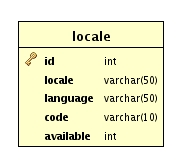 locale
id int
locale varchar(50)
language varchar(50)
code varchar(10)
available int